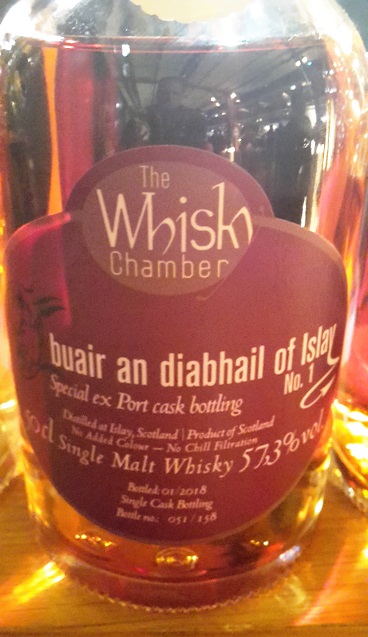 The
Whisky
Chamber
buair an diabhail of Islay
No. 1
Special ex Port cask bottling
Distilled at Islay, Scotland | Product of Scotland
No Added Colour — No Chill Filtration
50cl Single Malt Whisky 57,3% vol
Bottled: 01/2018
Single Cask Bottling
Bottle no.: 051 / 158